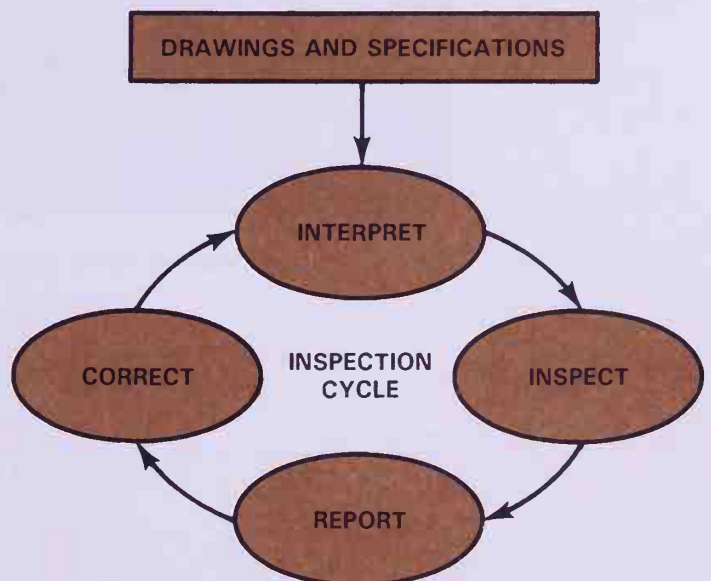 DRAWINGS AND SPECIFICATIONS
INTERPRET
CORRECT
INSPECTION
CYCLE
INSPECT
REPORT